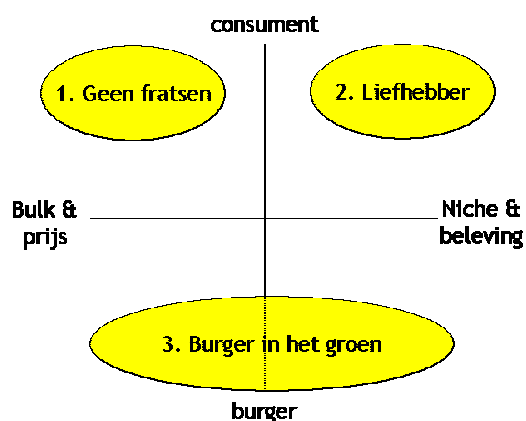 consument
1. Geen fratsen
2. Liefhebber
Bulk &
prijs
Niche &
beleving
3. Burger in het groen
burger